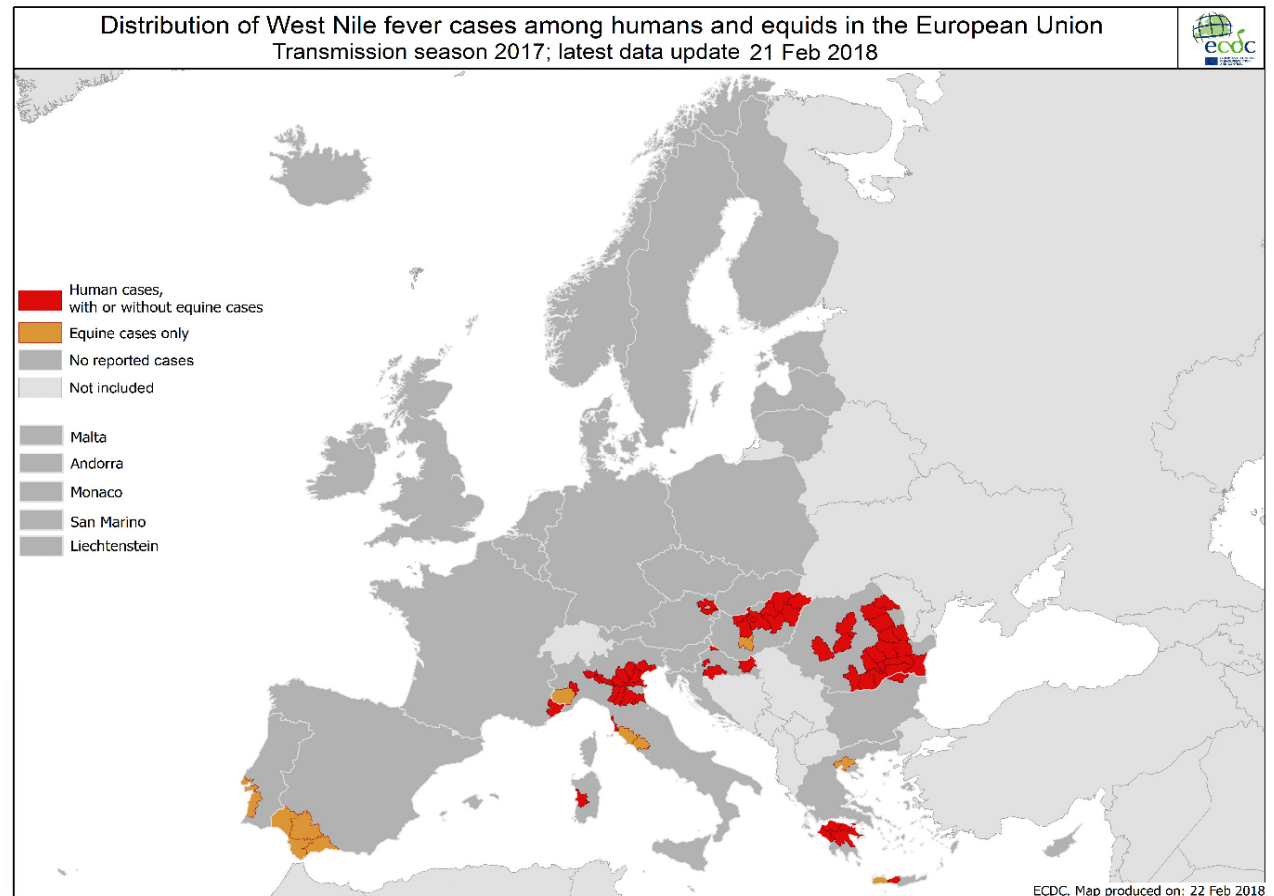 Distribution of West Nile fever cases among humans and equids in the European Union
Transmission season 2017; latest data update 21 Feb 2018
ecdc
Human cases,
with or without equine cases
Equine cases only
No reported cases
Not included
Malta
Andorra
Monaco
San Marino
Liechtenstein
ECDC. Map produced on: 22 Feb 2018